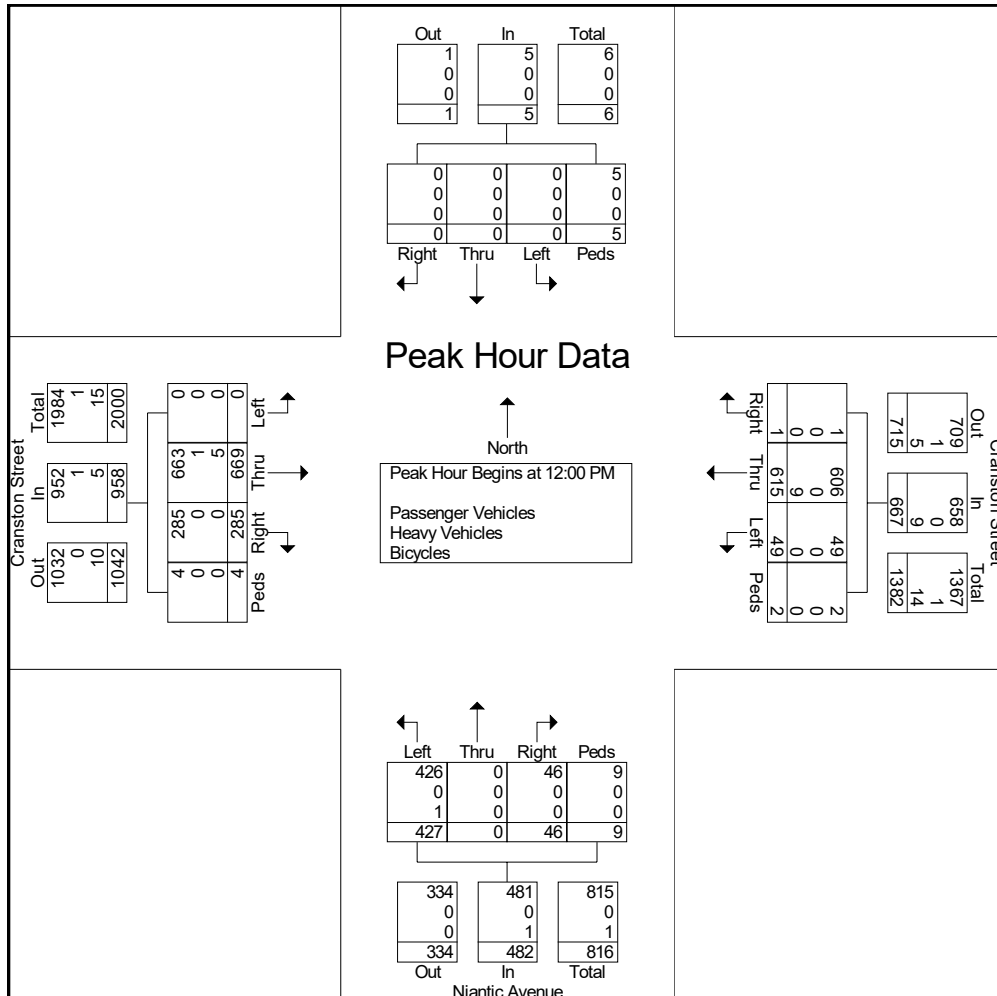 Out In Total
1 5 6
0 0 0
0 0 0
1 5 6
0 0 0 5
0 0 0 0
0 0 0 0
0 0 0 5
Right Thru Left Peds
Peak Hour Data
North
Peak Hour Begins at 12:00 PM
Passenger Vehicles
Heavy Vehicles
Bicycles
Cranston Street
Out In Total
1032 952 1984
0 1 1
10 5 15
1042 958 2000
Peds Right Thru Left
4 285 663 0
0 0 1 0
0 0 5 0
4 285 669 0
Cranston Street
Out In Total
709 658 1367
1 0 1
5 9 14
715 667 1382
Right Thru Left Peds
1 606 49 2
0 0 0 0
0 9 0 0
1 615 49 2
Left Thru Right Peds
426 0 46 9
0 0 0 0
1 0 0 0
427 0 46 9
334 481 815
0 0 0
0 1 1
334 482 816
Out In Total
Niantic Avenue